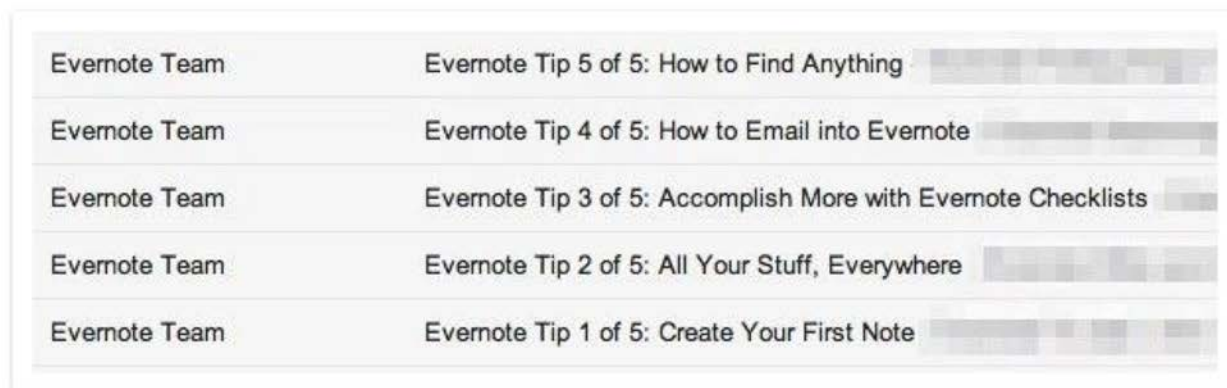 Evernote Team Evernote Tip 5 of 5: How to Find Anything
Evernote Team Evernote Tip 4 of 5: How to Email into Evernote
Evernote Team Evernote Tip 3 of 5: Accomplish More with Evernote Checklists
Evernote Team Evernote Tip 2 of 5: All Your Stuff, Everywhere
Evernote Team Evernote Tip 1 of 5: Create Your First Note